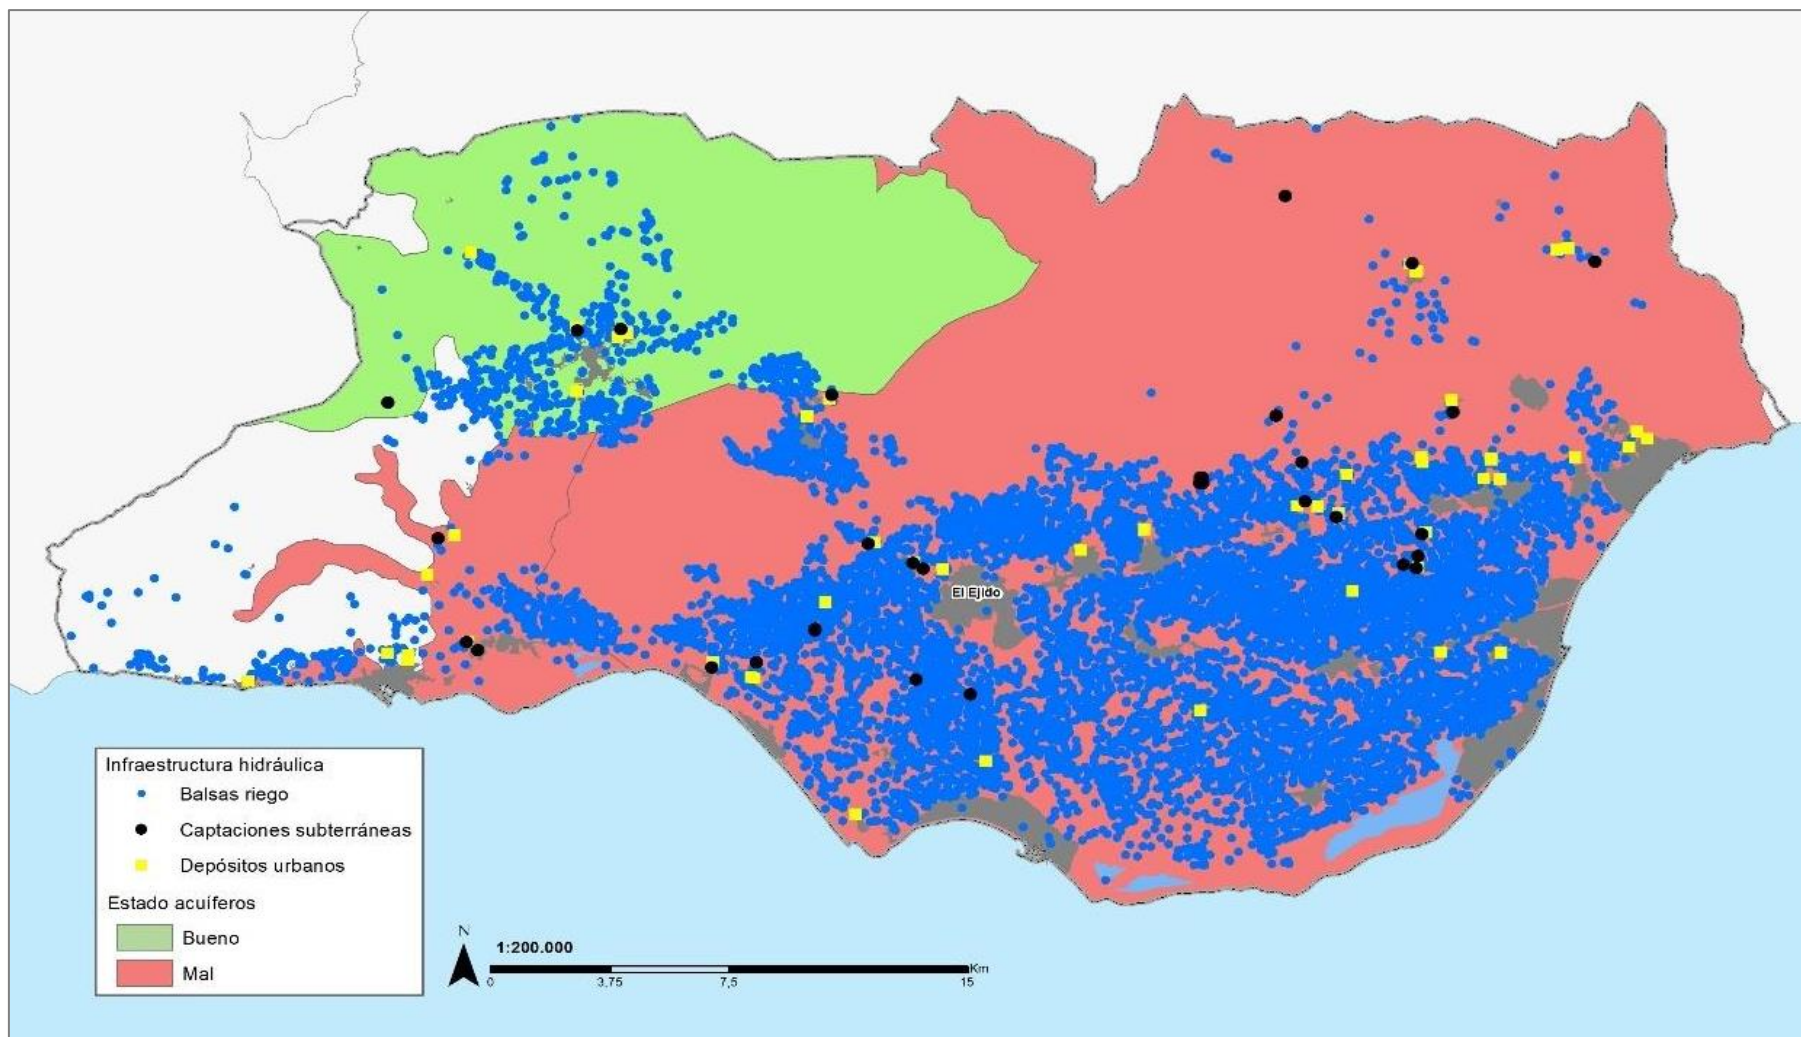 El Ejido
Infraestructura hidráulica
Balsas riego
Captaciones subterráneas
Depósitos urbanos
Estado acuíferos
Bueno
Mal
N
1:200.000
Km
0 3,75 7,5 15